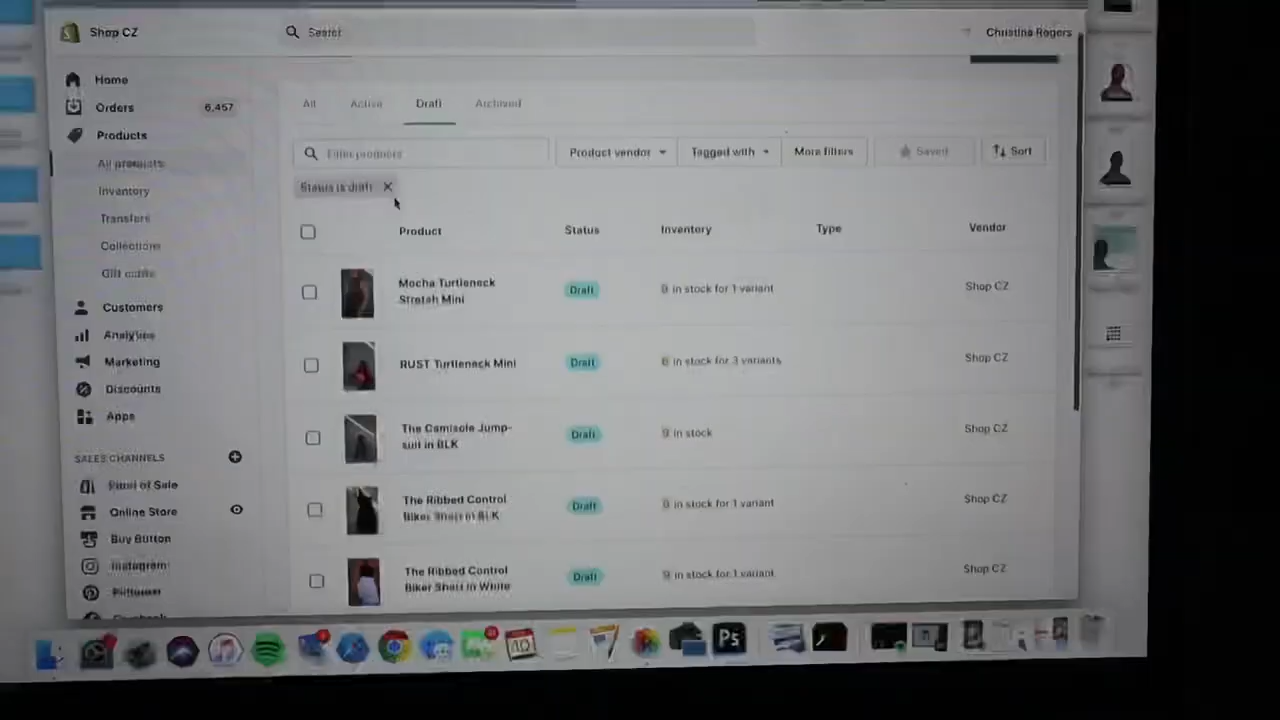 Shop CZ
Search
Christina Rogers
Home
Orders
6,457
Products
All products
Inventory
Transfers
Collections
Gift cards
Customers
Analytics
Marketing
Discounts
Apps
SALES CHANNELS
Point of Sale
Online Store
Buy Button
Instagram
Pinterest
Facebook
All
Active
Draft
Archived
Filter products
Product vendor
Tagged with
More filters
Saved
Sort
Status is draft
Product
Status
Inventory
Type
Vendor
Mocha Turtleneck
Stretch Mini
Draft
in stock for 1 variant
Shop CZ
RUST Turtleneck Mini
Draft
in stock for 3 variants
Shop CZ
The Camisole Jump-
suit in BLK
Draft
in stock
Shop CZ
The Ribbed Control
Biker Short in BLK
Draft
in stock for 1 variant
Shop CZ
The Ribbed Control
Biker Short in White
Draft
in stock for 1 variant
Shop CZ
Ps